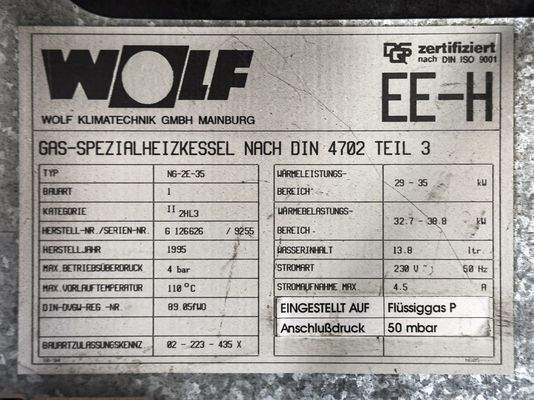 WOLF
WOLF KLIMATECHNIK GMBH MAINBURG
DQS zertifiziert
nach DIN ISO 9001
EE-H
GAS-SPEZIALHEIZKESSEL NACH DIN 4702 TEIL 3
TYP NG-2E-35
BAUART 1
KATEGORIE II 2HL3
HERSTELL-NR./SERIEN-NR. G 126626 / 9255
HERSTELLJAHR 1995
MAX.BETRIEBSÜBERDRUCK 4 bar
MAX.VORLAUFTEMPERATUR 110°C
DIN-DVGW-REG -NR. 89.05fWO
BAUARTZULASSUNGSKENNZ 02 - 223 - 435 X
WÄRMELEISTUNGS-
BEREICH 29 - 35 kW
WÄRMEBELASTUNGS-
BEREICH 32.7 - 38.8 kW
WASSERINHALT 13.8 ltr.
STROMART 230 V ~ 50 Hz
STROMAUFNAHME MAX. 4.5 A
EINGESTELLT AUF Flüssiggas P
Anschlußdruck 50 mbar